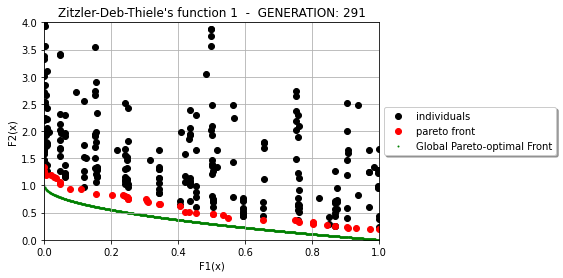 Zitzler-Deb-Thiele's function 1 - GENERATION: 291
4.0
3.5
3.0
2.5
2.0
1.5
1.0
0.5
0.0
F2(x)
0.0 0.2 0.4 0.6 0.8 1.0
F1(x)
individuals
pareto front
Global Pareto-optimal Front